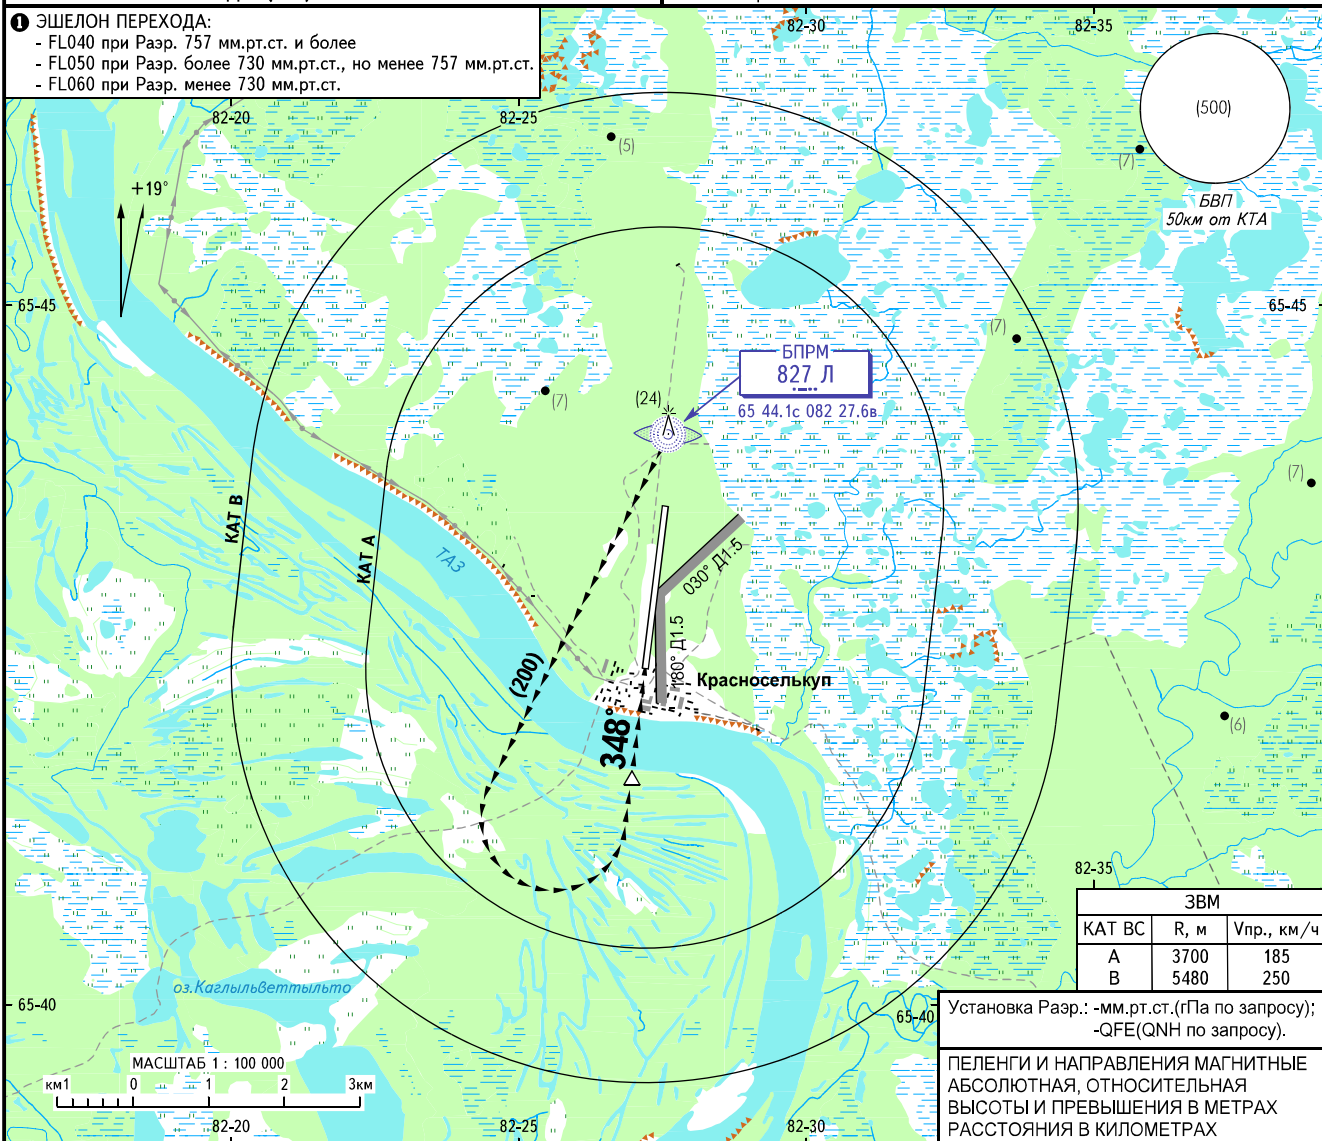 ❶ ЭШЕЛОН ПЕРЕХОДА:
- FL040 при Раэр. 757 мм.рт.ст. и более
- FL050 при Раэр. более 730 мм.рт.ст., но менее 757 мм.рт.ст.
- FL060 при Раэр. менее 730 мм.рт.ст.
82-20
82-25
82-30
82-35
(500)
БВП
50км от КТА
(5)
(7)
+19°
65-45
65-45
(7)
БПРМ
827 Л
65 44.1с 082 27.6в
(24)
(7)
(7)
КАТ B
КАТ A
ТАЗ
030° Д1.5
180° Д1.5
Красноселькуп
(200)
348°
(6)
82-35
ЗВМ
КАТ ВС R, м Vпр., км/ч
A 3700 185
B 5480 250
оз.Каглыльветтыльто
65-40
65-40
Установка Раэр.: -мм.рт.ст.(гПа по запросу);
-QFE(QNH по запросу).
МАСШТАБ 1 : 100 000
км1 0 1 2 3км
ПЕЛЕНГИ И НАПРАВЛЕНИЯ МАГНИТНЫЕ
АБСОЛЮТНАЯ, ОТНОСИТЕЛЬНАЯ
ВЫСОТЫ И ПРЕВЫШЕНИЯ В МЕТРАХ
РАССТОЯНИЯ В КИЛОМЕТРАХ
82-20
82-25
82-30